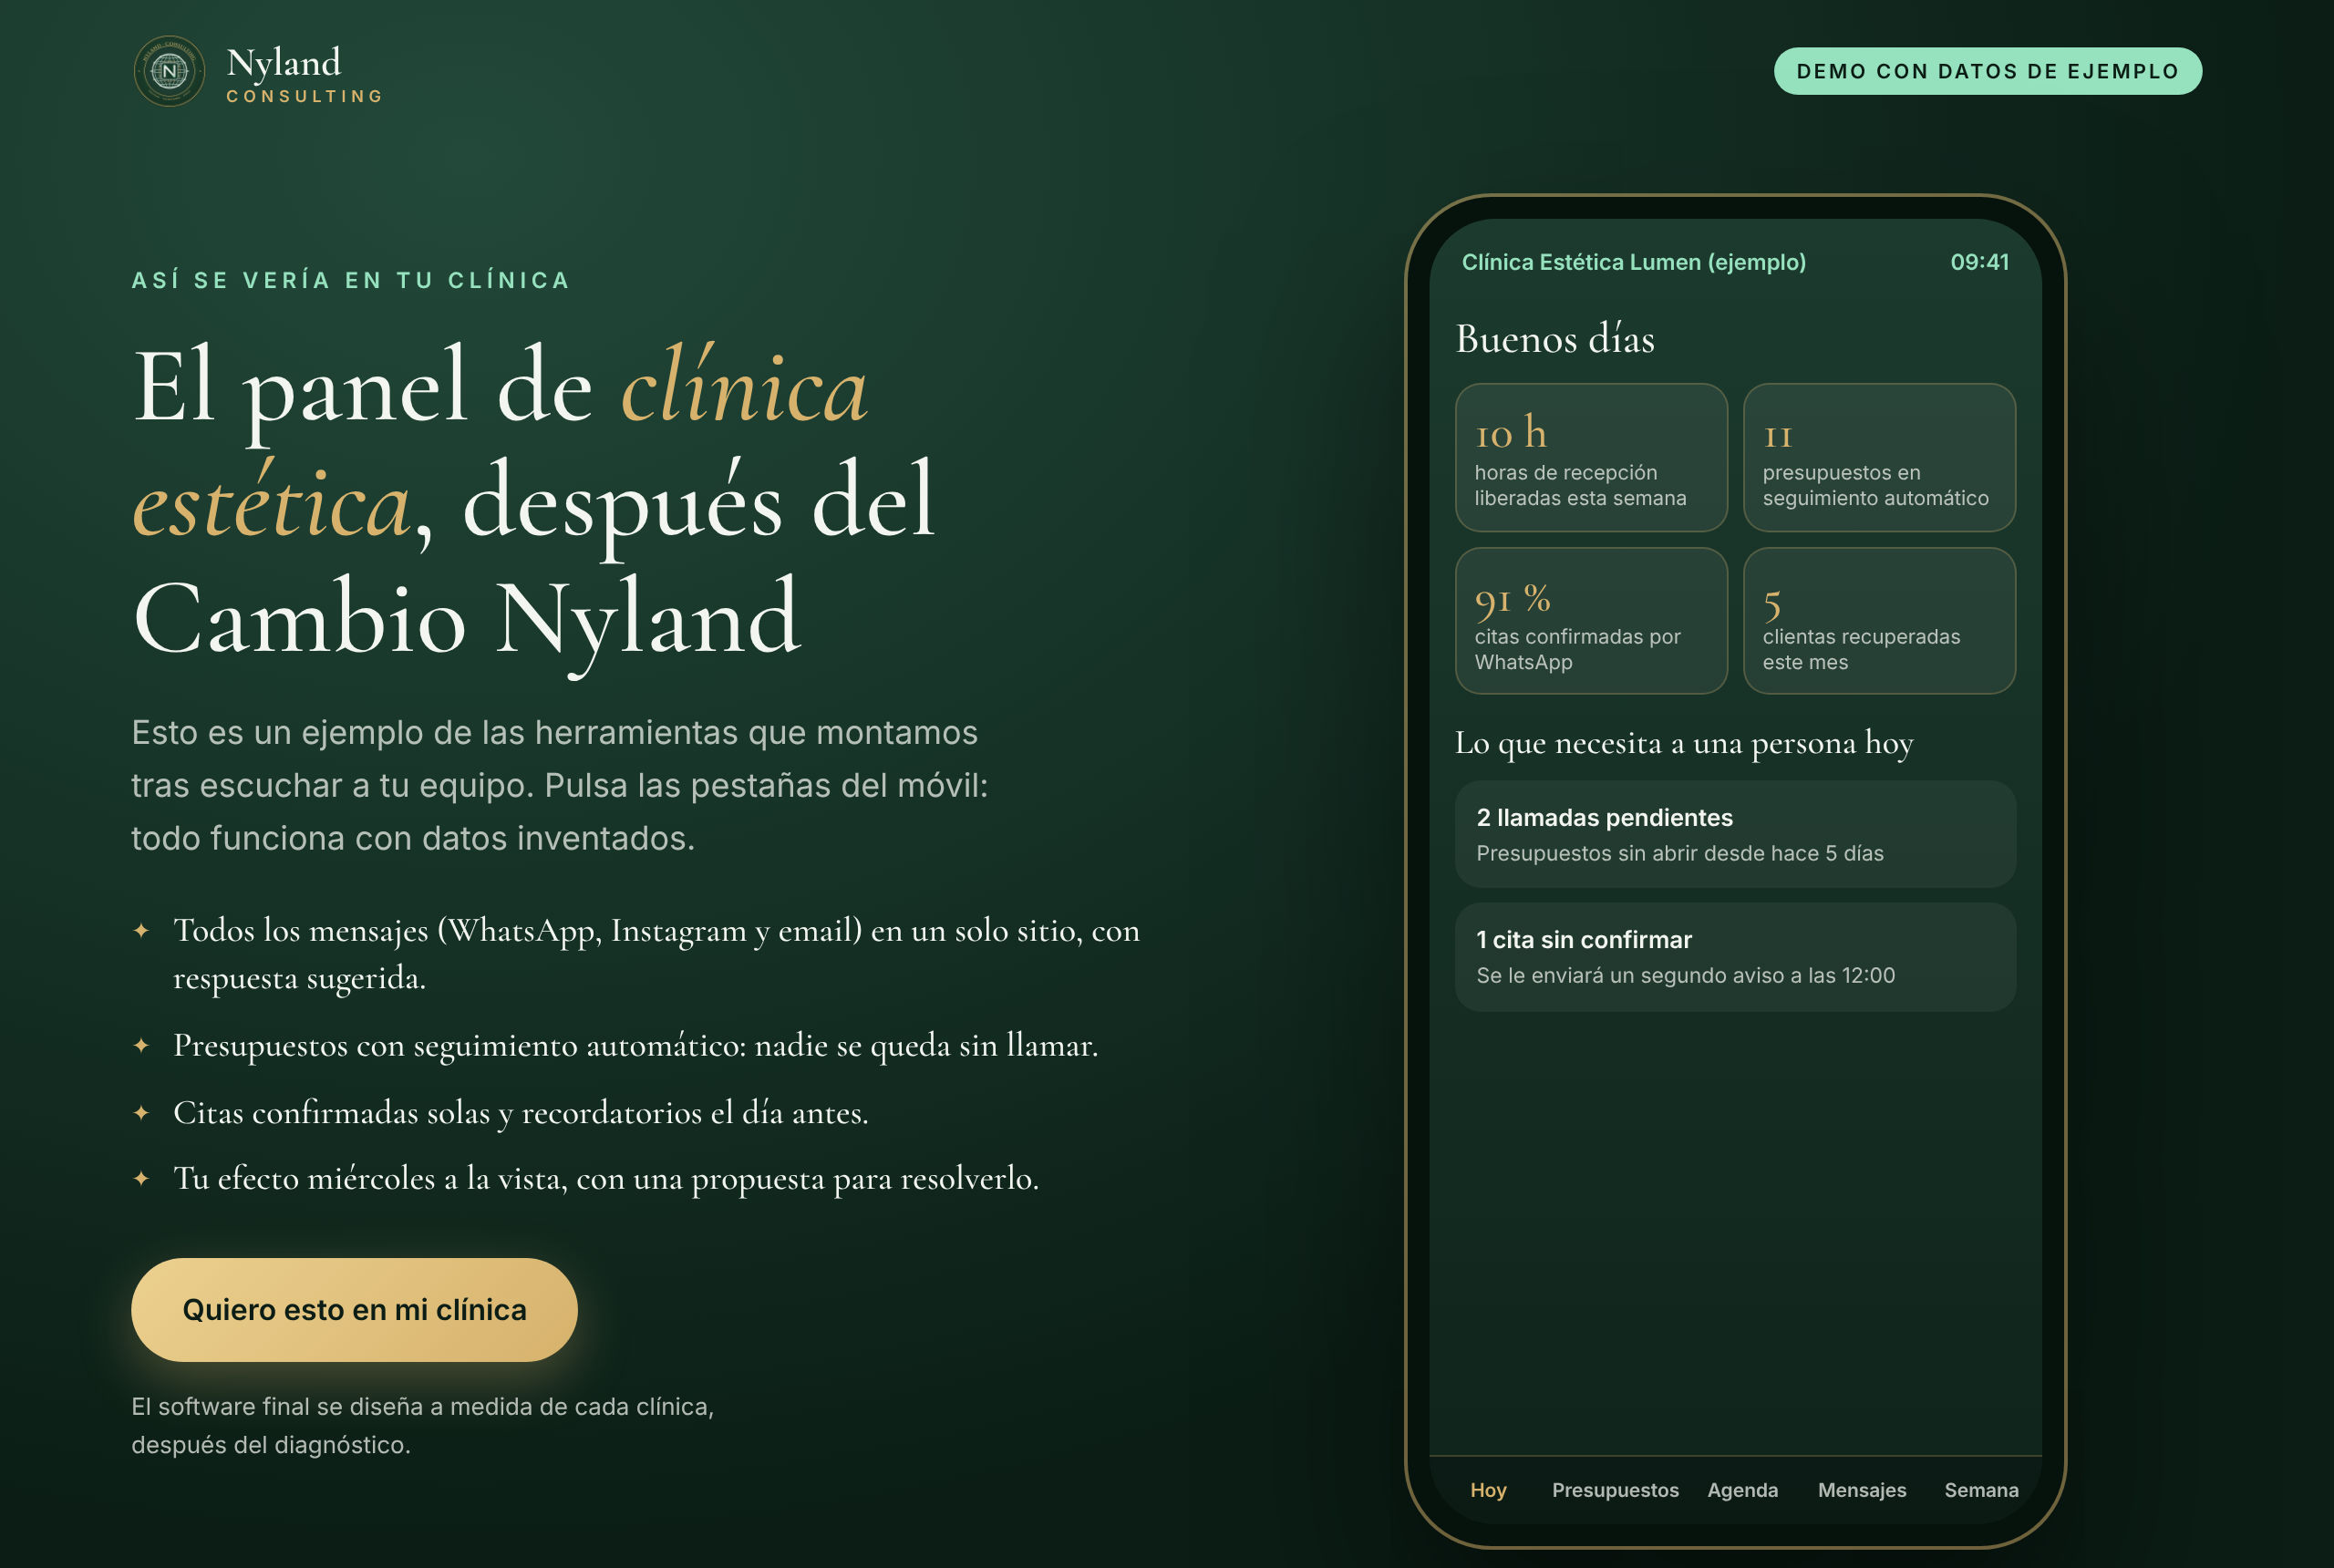 NYLAND CONSULTING
N
Nyland
CONSULTING
DEMO CON DATOS DE EJEMPLO
ASÍ SE VERÍA EN TU CLÍNICA
El panel de clínica
estética, después del
Cambio Nyland
Esto es un ejemplo de las herramientas que montamos
tras escuchar a tu equipo. Pulsa las pestañas del móvil:
todo funciona con datos inventados.
✦ Todos los mensajes (WhatsApp, Instagram y email) en un solo sitio, con
respuesta sugerida.
✦ Presupuestos con seguimiento automático: nadie se queda sin llamar.
✦ Citas confirmadas solas y recordatorios el día antes.
✦ Tu efecto miércoles a la vista, con una propuesta para resolverlo.
Quiero esto en mi clínica
El software final se diseña a medida de cada clínica,
después del diagnóstico.
Clínica Estética Lumen (ejemplo) 09:41
Buenos días
10 h
horas de recepción
liberadas esta semana
11
presupuestos en
seguimiento automático
91 %
citas confirmadas por
WhatsApp
5
clientas recuperadas
este mes
Lo que necesita a una persona hoy
2 llamadas pendientes
Presupuestos sin abrir desde hace 5 días
1 cita sin confirmar
Se le enviará un segundo aviso a las 12:00
Hoy Presupuestos Agenda Mensajes Semana